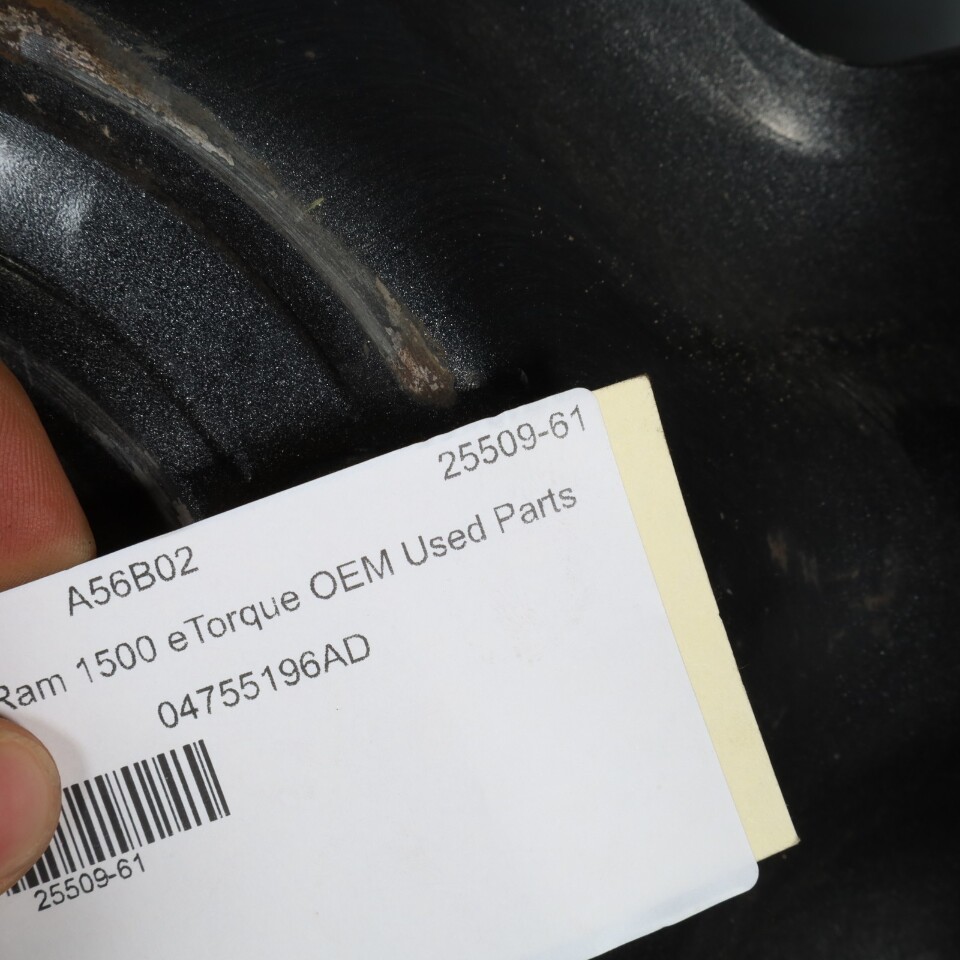 25509-61
A56B02
Ram 1500 eTorque OEM Used Parts
04755196AD
25509-61